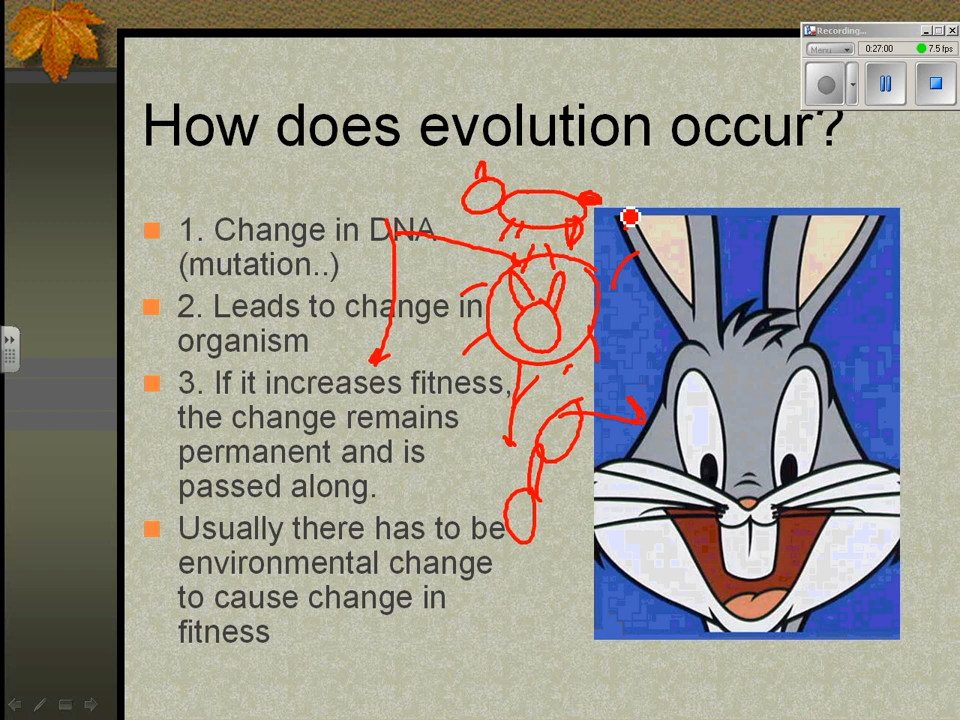 Recording...
Menu
0:27:00
7.5 fps
How does evolution occur?
1. Change in DNA
(mutation..)
2. Leads to change in
organism
3. If it increases fitness,
the change remains
permanent and is
passed along.
Usually there has to be
environmental change
to cause change in
fitness